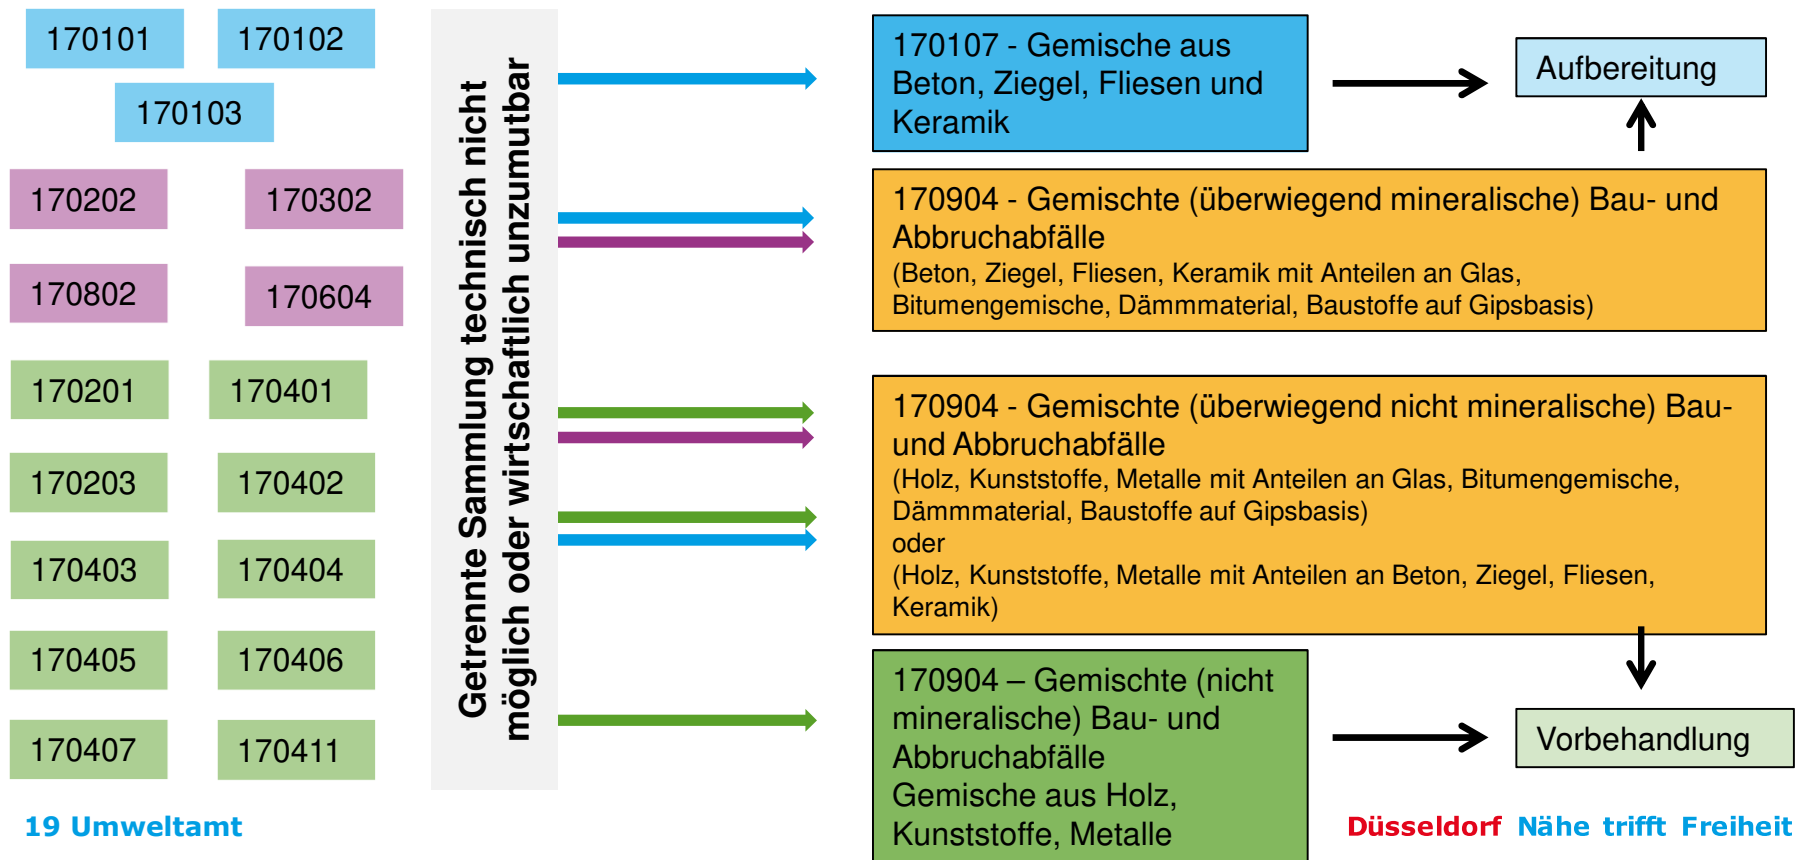 170101
170102
170103
170202
170302
170802
170604
170201
170401
170203
170402
170403
170404
170405
170406
170407
170411
Getrennte Sammlung technisch nicht
möglich oder wirtschaftlich unzumutbar
170107 - Gemische aus
Beton, Ziegel, Fliesen und
Keramik
Aufbereitung
170904 - Gemischte (überwiegend mineralische) Bau- und
Abbruchabfälle
(Beton, Ziegel, Fliesen, Keramik mit Anteilen an Glas,
Bitumengemische, Dämmmaterial, Baustoffe auf Gipsbasis)
170904 - Gemischte (überwiegend nicht mineralische) Bau-
und Abbruchabfälle
(Holz, Kunststoffe, Metalle mit Anteilen an Glas, Bitumengemische,
Dämmmaterial, Baustoffe auf Gipsbasis)
oder
(Holz, Kunststoffe, Metalle mit Anteilen an Beton, Ziegel, Fliesen,
Keramik)
170904 – Gemischte (nicht
mineralische) Bau- und
Abbruchabfälle
Gemische aus Holz,
Kunststoffe, Metalle
Vorbehandlung
19 Umweltamt
Düsseldorf Nähe trifft Freiheit